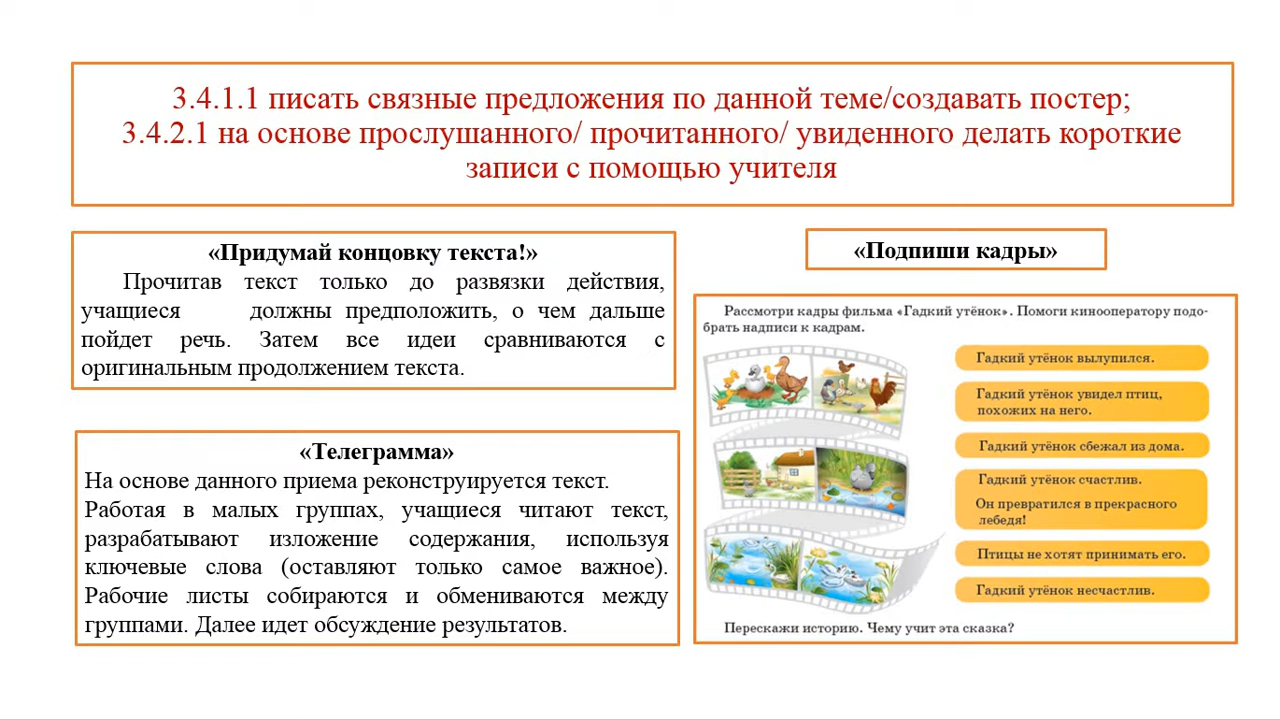 3.4.1.1 писать связные предложения по данной теме/создавать постер;
3.4.2.1 на основе прослушанного/ прочитанного/ увиденного делать короткие
записи с помощью учителя
«Придумай концовку текста!»
Прочитав текст только до развязки действия,
учащиеся должны предположить, о чем дальше
пойдет речь. Затем все идеи сравниваются с
оригинальным продолжением текста.
«Телеграмма»
На основе данного приема реконструируется текст.
Работая в малых группах, учащиеся читают текст,
разрабатывают изложение содержания, используя
ключевые слова (оставляют только самое важное).
Рабочие листы собираются и обмениваются между
группами. Далее идет обсуждение результатов.
«Подпиши кадры»
Рассмотри кадры фильма «Гадкий утёнок». Помоги кинооператору подо-
брать надписи к кадрам.
Гадкий утёнок вылупился.
Гадкий утёнок увидел птиц,
похожих на него.
Гадкий утёнок сбежал из дома.
Гадкий утёнок счастлив.
Он превратился в прекрасного
лебедя!
Птицы не хотят принимать его.
Гадкий утёнок несчастлив.
Перескажи историю. Чему учит эта сказка?